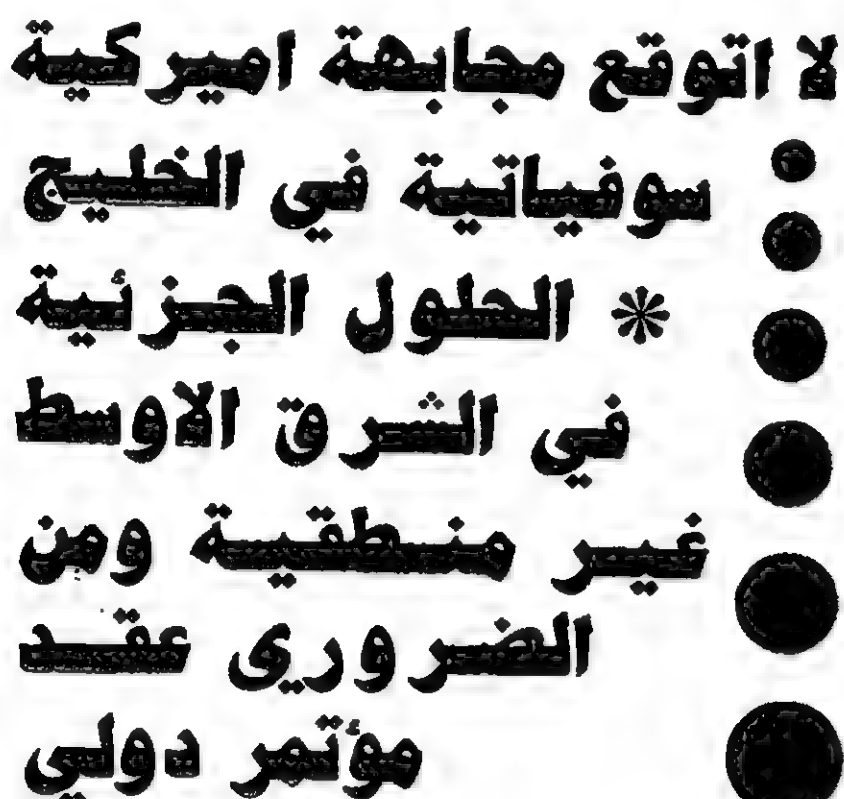 لا اتوقع مجابهة اميركية
سوفياتية في الخليج
* الحلول الجزئية
في الشرق الاوسط
غير منطقية ومن
الضروري عقد
مؤتمر دولي